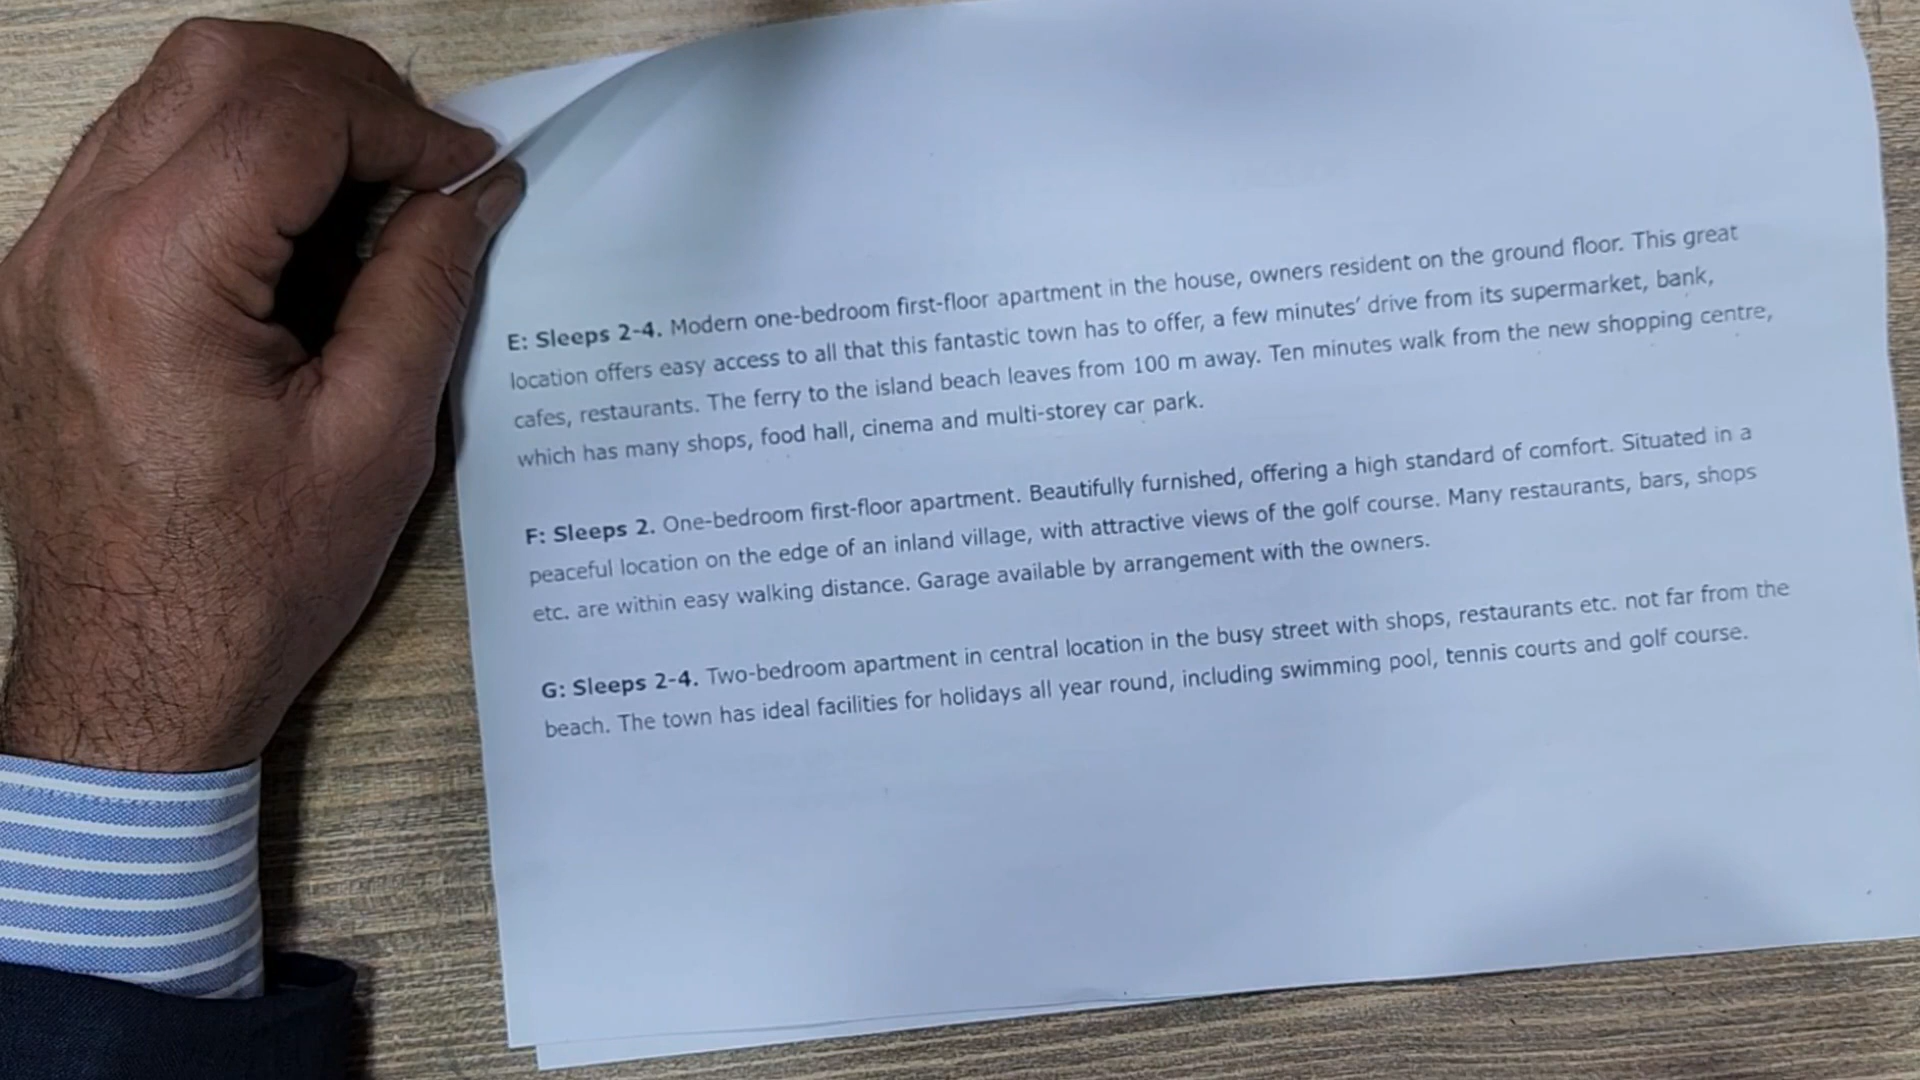 E: Sleeps 2-4. Modern one-bedroom first-floor apartment in the house, owners resident on the ground floor. This great
location offers easy access to all that this fantastic town has to offer, a few minutes' drive from its supermarket, bank,
cafes, restaurants. The ferry to the island beach leaves from 100 m away. Ten minutes walk from the new shopping centre,
which has many shops, food hall, cinema and multi-storey car park.
F: Sleeps 2. One-bedroom first-floor apartment. Beautifully furnished, offering a high standard of comfort. Situated in a
peaceful location on the edge of an inland village, with attractive views of the golf course. Many restaurants, bars, shops
etc. are within easy walking distance. Garage available by arrangement with the owners.
G: Sleeps 2-4. Two-bedroom apartment in central location in the busy street with shops, restaurants etc. not far from the
beach. The town has ideal facilities for holidays all year round, including swimming pool, tennis courts and golf course.